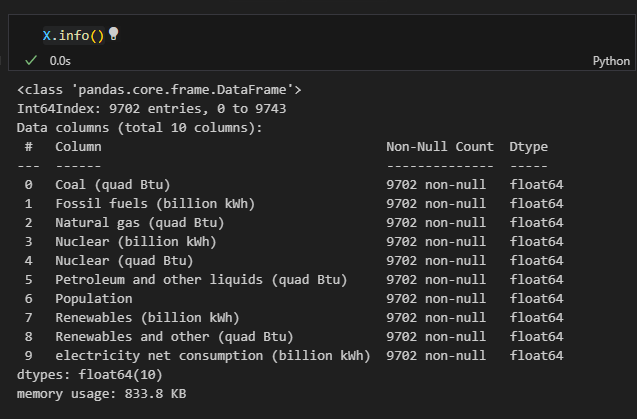 X.info()
0.0s
Python
<class 'pandas.core.frame.DataFrame'>
Int64Index: 9702 entries, 0 to 9743
Data columns (total 10 columns):
 #   Column                                     Non-Null Count  Dtype
---  ------                                     --------------  -----
 0   Coal (quad Btu)                            9702 non-null   float64
 1   Fossil fuels (billion kWh)                 9702 non-null   float64
 2   Natural gas (quad Btu)                     9702 non-null   float64
 3   Nuclear (billion kWh)                      9702 non-null   float64
 4   Nuclear (quad Btu)                         9702 non-null   float64
 5   Petroleum and other liquids (quad Btu)     9702 non-null   float64
 6   Population                                 9702 non-null   float64
 7   Renewables (billion kWh)                   9702 non-null   float64
 8   Renewables and other (quad Btu)            9702 non-null   float64
 9   electricity net consumption (billion kWh)  9702 non-null   float64
dtypes: float64(10)
memory usage: 833.8 KB